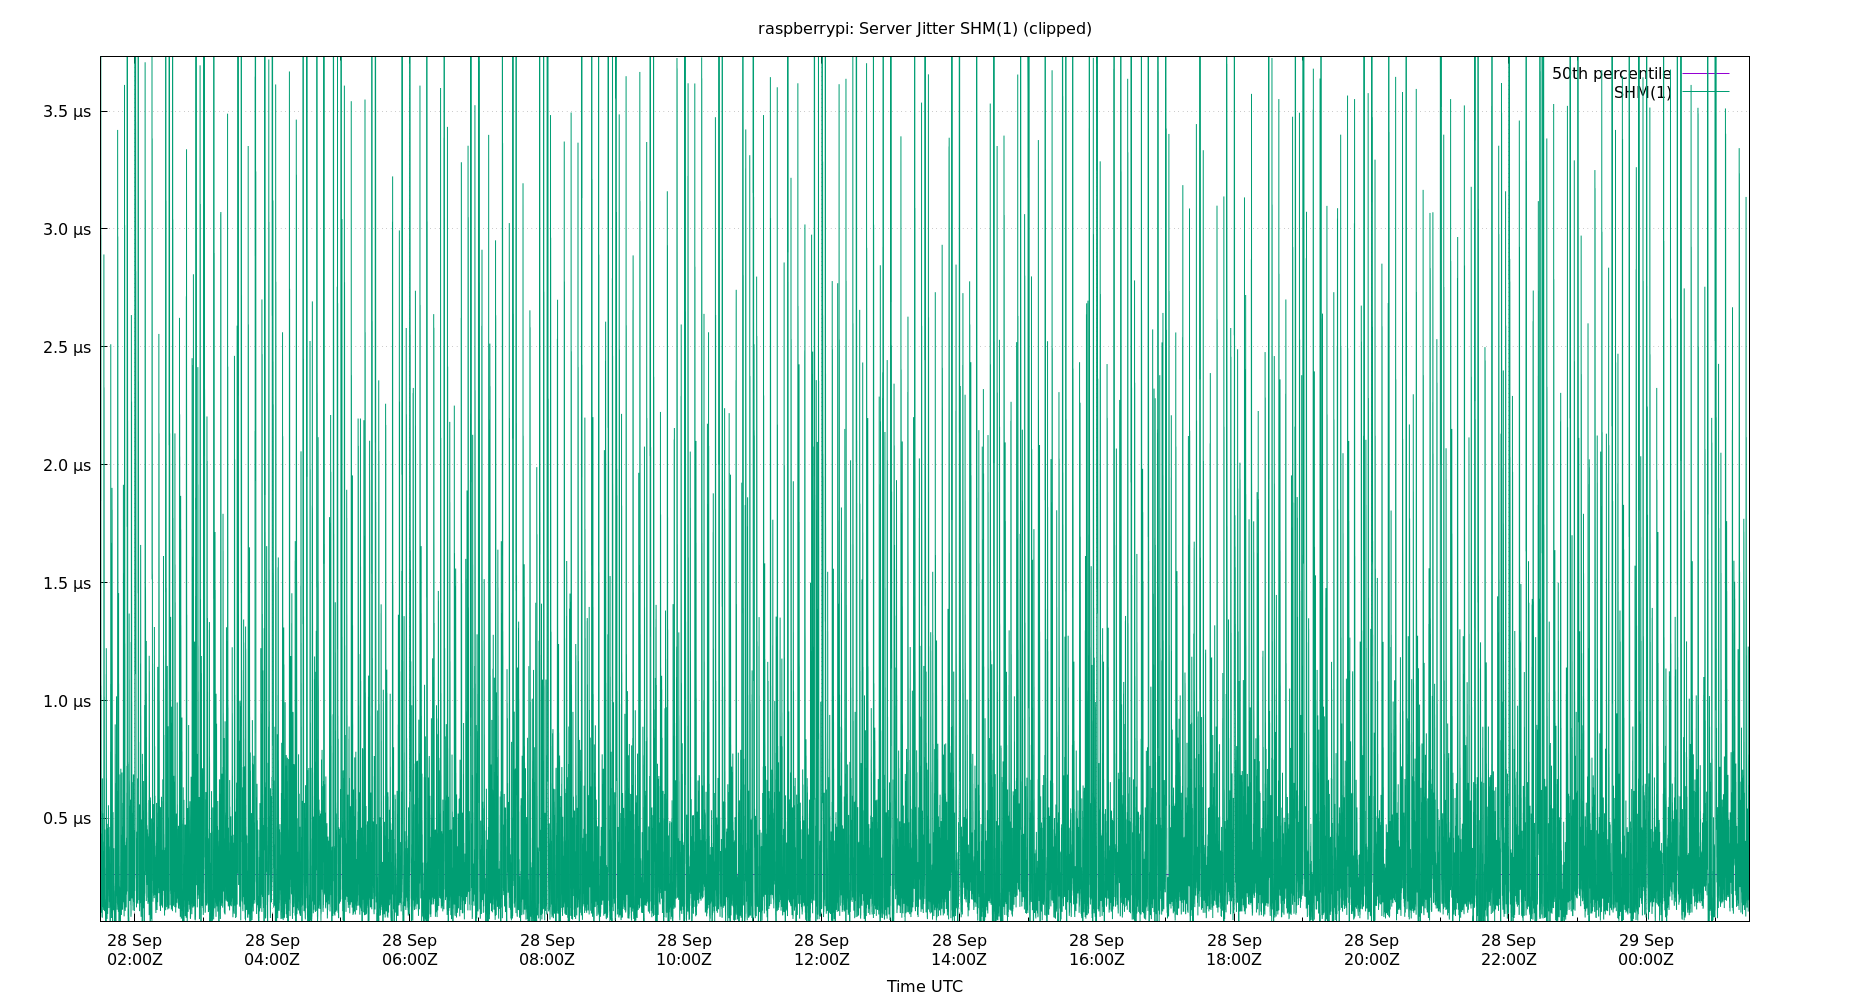 raspberrypi: Server Jitter SHM(1) (clipped)
50th percentile
SHM(1)
3.5 µs
3.0 µs
2.5 µs
2.0 µs
1.5 µs
1.0 µs
0.5 µs
28 Sep 28 Sep 28 Sep 28 Sep 28 Sep 28 Sep 28 Sep 28 Sep 28 Sep 28 Sep 28 Sep 29 Sep
02:00Z 04:00Z 06:00Z 08:00Z 10:00Z 12:00Z 14:00Z 16:00Z 18:00Z 20:00Z 22:00Z 00:00Z
Time UTC